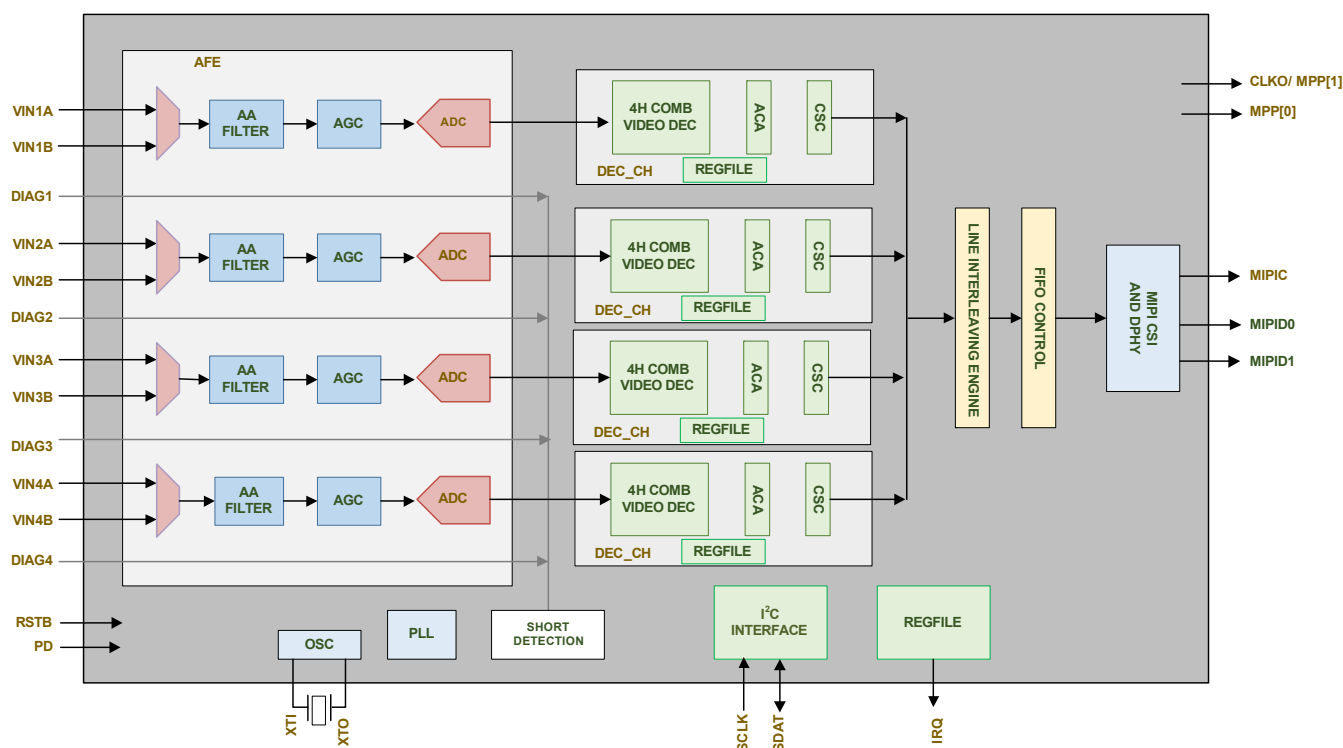 AFE
VIN1A
VIN1B
AA
FILTER
AGC
ADC
4H COMB
VIDEO DEC
ACA
CSC
REGFILE
DEC_CH
CLKO/ MPP[1]
MPP[0]
DIAG1
VIN2A
VIN2B
AA
FILTER
AGC
ADC
4H COMB
VIDEO DEC
ACA
CSC
REGFILE
DEC_CH
DIAG2
VIN3A
VIN3B
AA
FILTER
AGC
ADC
4H COMB
VIDEO DEC
ACA
CSC
REGFILE
DEC_CH
DIAG3
VIN4A
VIN4B
AA
FILTER
AGC
ADC
4H COMB
VIDEO DEC
ACA
CSC
REGFILE
DEC_CH
DIAG4
LINE INTERLEAVING ENGINE
FIFO CONTROL
MIPI CSI
AND DPHY
MIPIC
MIPID0
MIPID1
RSTB
PD
OSC
PLL
SHORT
DETECTION
I²C
INTERFACE
REGFILE
XTI
XTO
SCLK
SDAT
IRQ